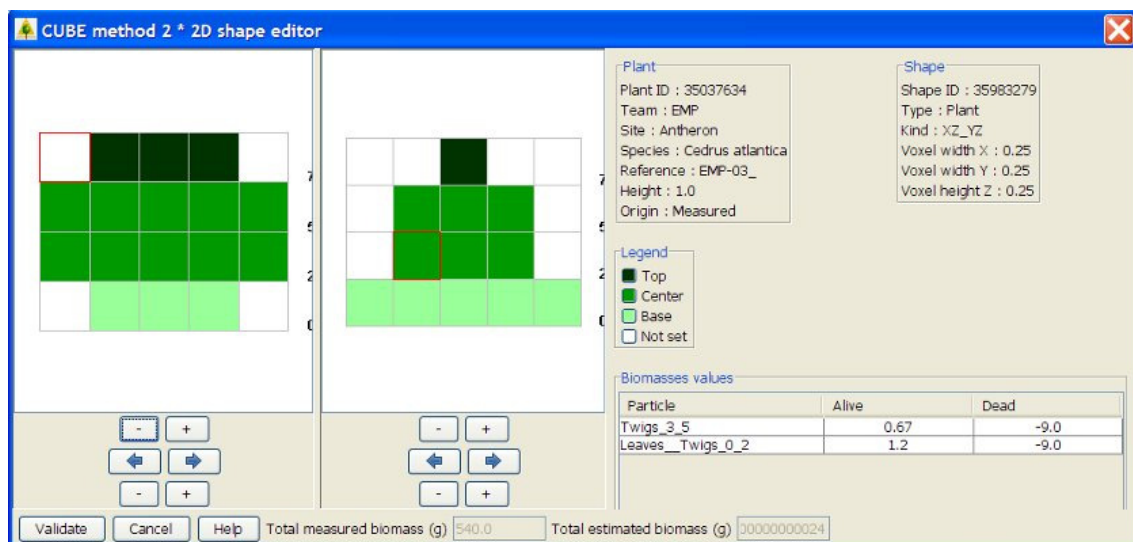 CUBE method 2 * 2D shape editor
7
5
2
0
7
5
2
0
Plant
Plant ID : 35037634
Team : EMP
Site : Antheron
Species : Cedrus atlantica
Reference : EMP-03_
Height : 1.0
Origin : Measured
Shape
Shape ID : 35983279
Type : Plant
Kind : XZ_YZ
Voxel width X : 0.25
Voxel width Y : 0.25
Voxel height Z : 0.25
Legend
Top
Center
Base
Not set
Biomasses values
Particle Alive Dead
Twigs_3_5 0.67 -9.0
Leaves__Twigs_0_2 1.2 -9.0
- +
- +
- +
- +
Validate Cancel Help Total measured biomass (g) 540.0 Total estimated biomass (g) 00000000024